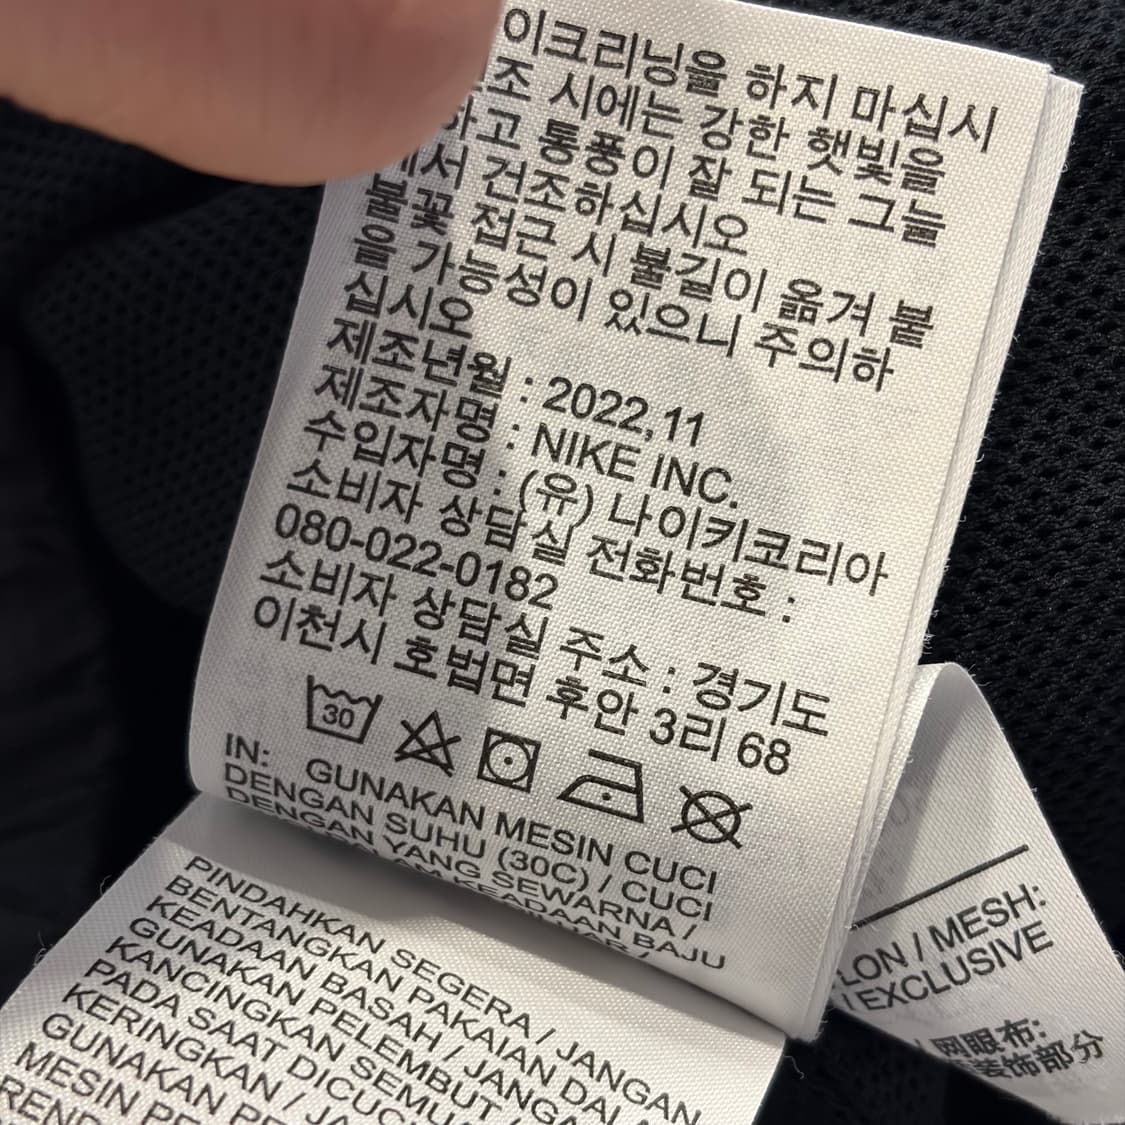 이크리닝을 하지 마십시
조 시에는 강한 햇빛을
하고 통풍이 잘 되는 그늘
에서 건조하십시오
불꽃 접근 시 불길이 옮겨 붙
을 가능성이 있으니 주의하
십시오
제조년월 : 2022,11
제조자명 : NIKE INC.
수입자명 : (유) 나이키코리아
소비자 상담실 전화번호 :
080-022-0182
소비자 상담실 주소 : 경기도
이천시 호법면 후안 3리 68
30
IN: GUNAKAN MESIN CUCI
DENGAN SUHU (30C) / CUCI
DENGAN YANG SEWARNA /
KEADAAN BAJU
PINDAHKAN SEGERA / JANGAN
BENTANGKAN PAKAIAN DALAM
KEADAAN BASAH / JANGAN
GUNAKAN PELEMBUT /
KANCINGKAN SEMUA
PADA SAAT DICUCI
KERINGKAN / JA
GUNAKAN PE
MESIN PE
REND
LON / MESH:
EXCLUSIVE
网眼布:
装饰部分